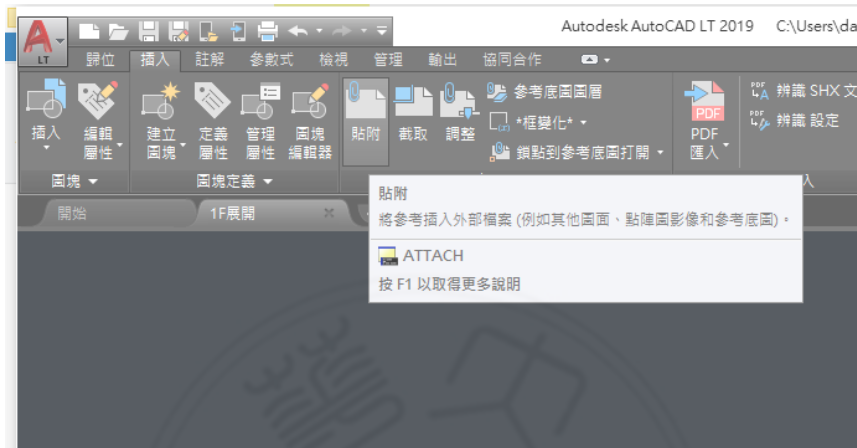 Autodesk AutoCAD LT 2019 C:\Users\da
LT
歸位 插入 註解 參數式 檢視 管理 輸出 協同合作
插入
編輯
屬性
建立
圖塊
定義
屬性
管理
屬性
圖塊
編輯器
貼附
截取
調整
參考底圖圖層
*框變化*
鎖點到參考底圖打開
PDF
PDF
匯入
PDF
A
辨識 SHX 文
PDF
辨識 設定
圖塊
圖塊定義
入
開始
1F展開
貼附
將參考插入外部檔案 (例如其他圖面、點陣圖影像和參考底圖)。
ATTACH
按 F1 以取得更多說明